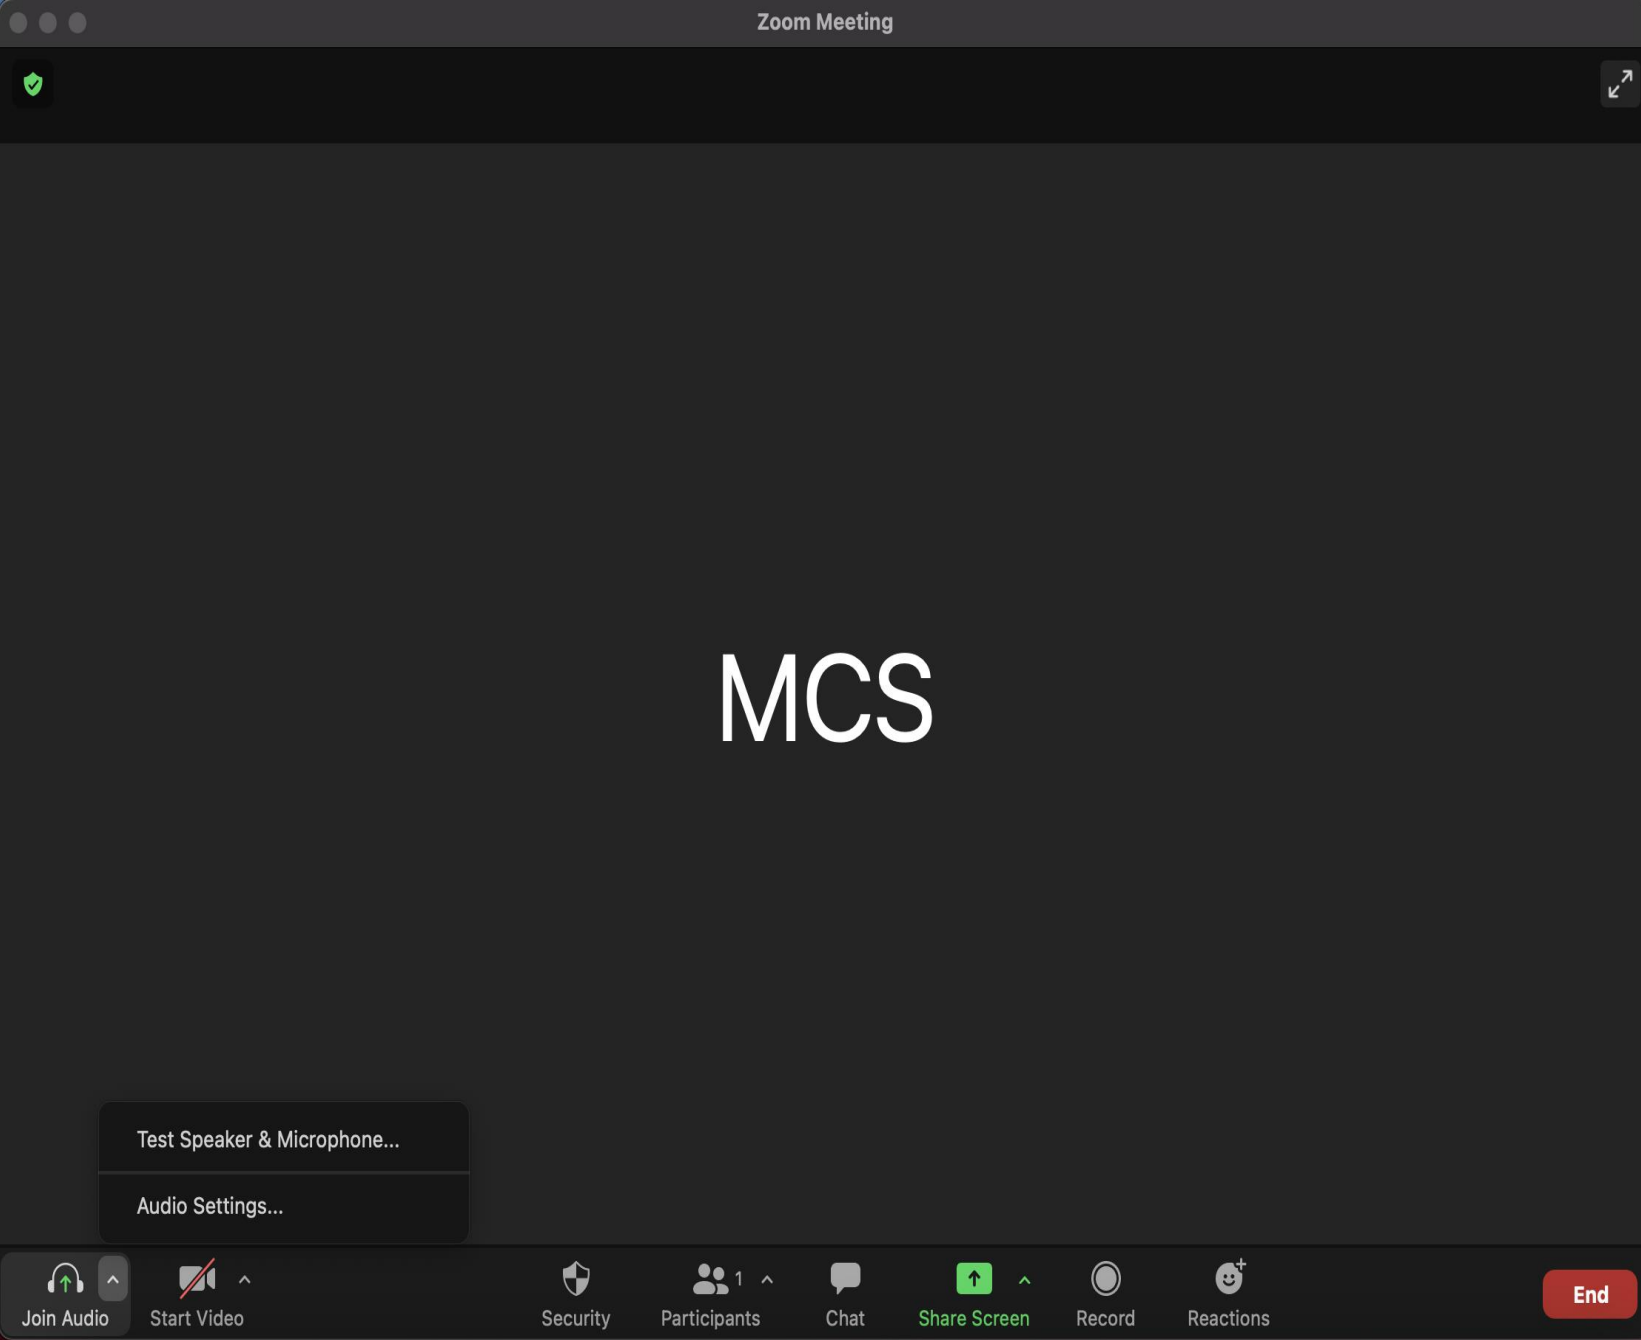 Zoom Meeting
MCS
Test Speaker & Microphone...
Audio Settings...
Join Audio
Start Video
Security
1
Participants
Chat
Share Screen
Record
Reactions
End